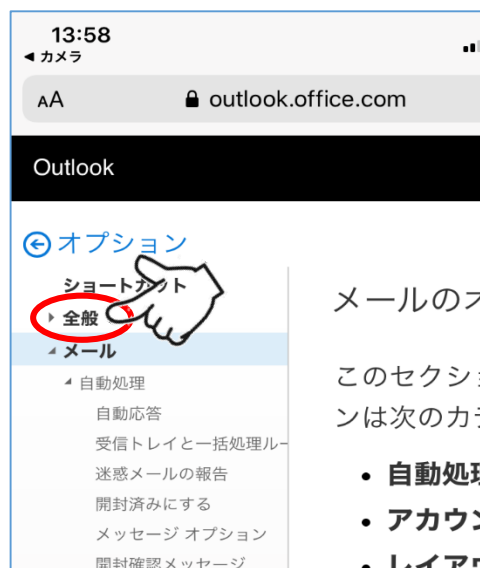 13:58
◀ カメラ
AA outlook.office.com
Outlook
オプション
ショートカット
全般
メール
自動処理
自動応答
受信トレイと一括処理ルー
迷惑メールの報告
開封済みにする
メッセージ オプション
開封確認メッセージ
メールのオ
このセクショ
ンは次のカテ
• 自動処理
• アカウン
• レイアウ